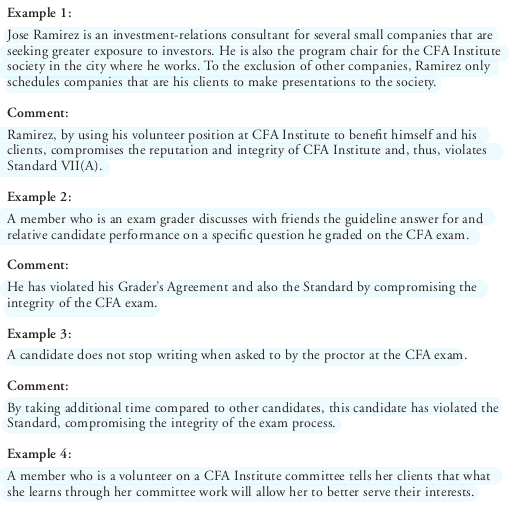 Example 1:
Jose Ramirez is an investment-relations consultant for several small companies that are
seeking greater exposure to investors. He is also the program chair for the CFA Institute
society in the city where he works. To the exclusion of other companies, Ramirez only
schedules companies that are his clients to make presentations to the society.
Comment:
Ramirez, by using his volunteer position at CFA Institute to benefit himself and his
clients, compromises the reputation and integrity of CFA Institute and, thus, violates
Standard VII(A).
Example 2:
A member who is an exam grader discusses with friends the guideline answer for and
relative candidate performance on a specific question he graded on the CFA exam.
Comment:
He has violated his Grader's Agreement and also the Standard by compromising the
integrity of the CFA exam.
Example 3:
A candidate does not stop writing when asked to by the proctor at the CFA exam.
Comment:
By taking additional time compared to other candidates, this candidate has violated the
Standard, compromising the integrity of the exam process.
Example 4:
A member who is a volunteer on a CFA Institute committee tells her clients that what
she learns through her committee work will allow her to better serve their interests.